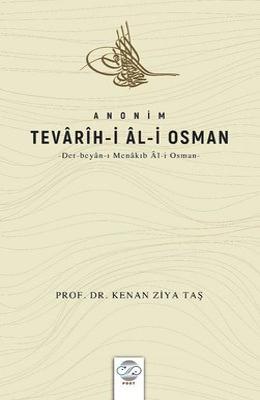 ANONİM
TEVÂRÎH-İ ÂL-İ OSMAN
-Der-beyân-ı Menâkıb Âl-i Osman-
PROF. DR. KENAN ZİYA TAŞ
POST